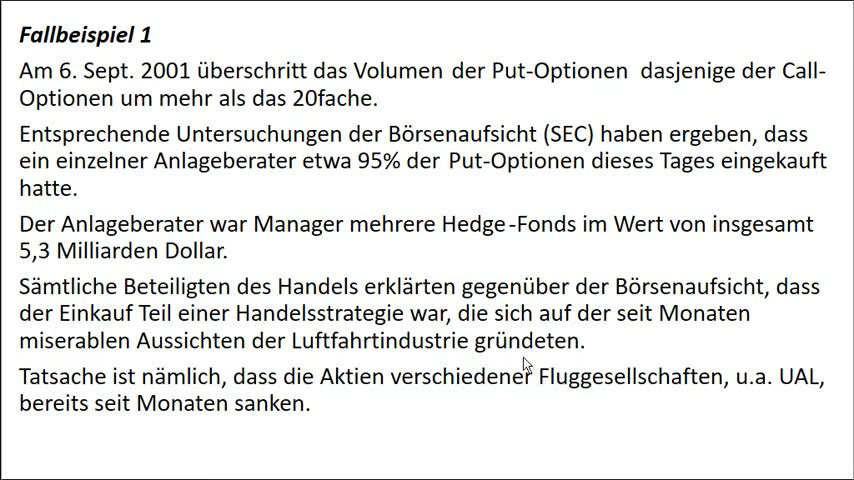 Fallbeispiel 1
Am 6. Sept. 2001 überschritt das Volumen der Put-Optionen dasjenige der Call-
Optionen um mehr als das 20fache.
Entsprechende Untersuchungen der Börsenaufsicht (SEC) haben ergeben, dass
ein einzelner Anlageberater etwa 95% der Put-Optionen dieses Tages eingekauft
hatte.
Der Anlageberater war Manager mehrere Hedge-Fonds im Wert von insgesamt
5,3 Milliarden Dollar.
Sämtliche Beteiligten des Handels erklärten gegenüber der Börsenaufsicht, dass
der Einkauf Teil einer Handelsstrategie war, die sich auf der seit Monaten
miserablen Aussichten der Luftfahrtindustrie gründeten.
Tatsache ist nämlich, dass die Aktien verschiedener Fluggesellschaften, u.a. UAL,
bereits seit Monaten sanken.